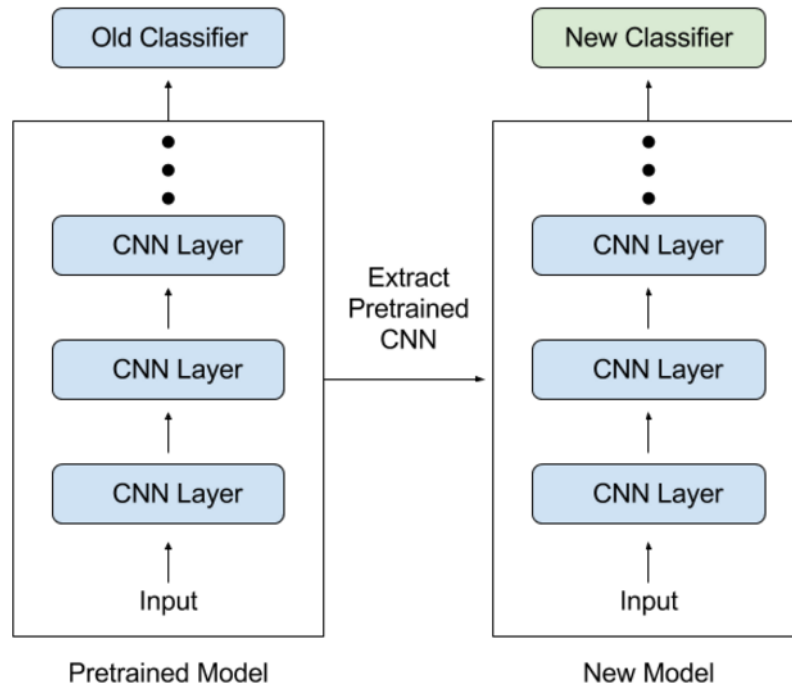 Old Classifier
CNN Layer
CNN Layer
CNN Layer
Input
Pretrained Model
Extract
Pretrained
CNN
New Classifier
CNN Layer
CNN Layer
CNN Layer
Input
New Model